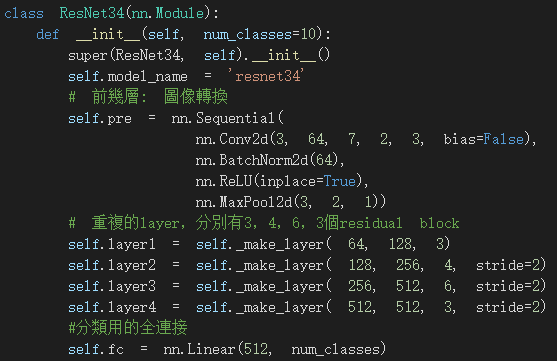 class ResNet34(nn.Module):
    def __init__(self, num_classes=10):
        super(ResNet34, self).__init__()
        self.model_name = 'resnet34'
        # 前幾層: 圖像轉換
        self.pre = nn.Sequential(
                    nn.Conv2d(3, 64, 7, 2, 3, bias=False),
                    nn.BatchNorm2d(64),
                    nn.ReLU(inplace=True),
                    nn.MaxPool2d(3, 2, 1))
        # 重複的layer，分別有3，4，6，3個residual block
        self.layer1 = self._make_layer( 64, 128, 3)
        self.layer2 = self._make_layer( 128, 256, 4, stride=2)
        self.layer3 = self._make_layer( 256, 512, 6, stride=2)
        self.layer4 = self._make_layer( 512, 512, 3, stride=2)
        #分類用的全連接
        self.fc = nn.Linear(512, num_classes)